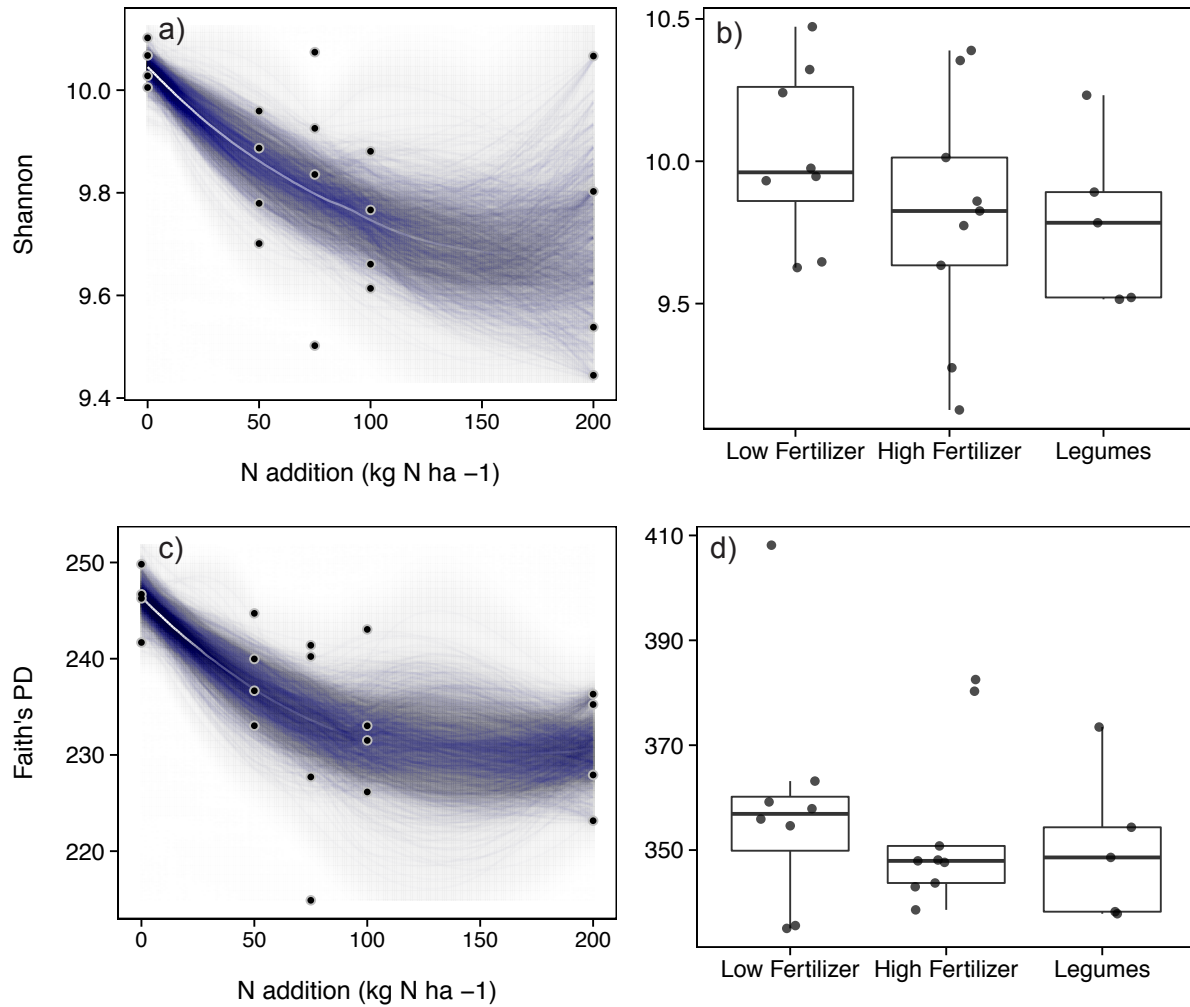 a)
Shannon
10.0
9.8
9.6
9.4
0 50 100 150 200
N addition (kg N ha −1)
b)
10.5
10.0
9.5
Low Fertilizer High Fertilizer Legumes
c)
Faith's PD
250
240
230
220
0 50 100 150 200
N addition (kg N ha −1)
d)
410
390
370
350
Low Fertilizer High Fertilizer Legumes